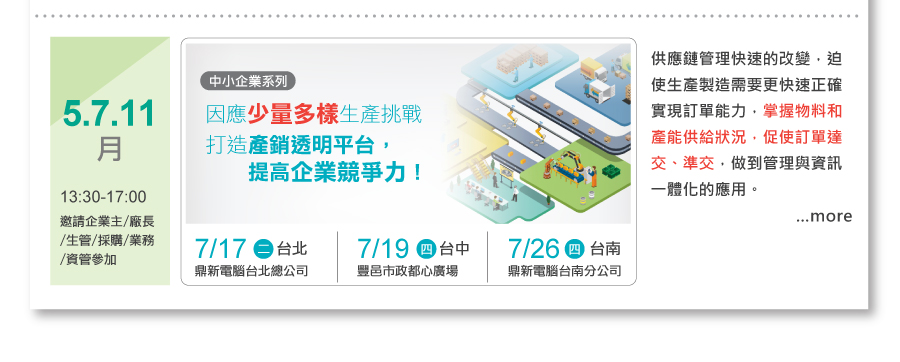 5.7.11
月
13:30-17:00
邀請企業主/廠長
/生管/採購/業務
/資管參加
中小企業系列
因應少量多樣生產挑戰
打造產銷透明平台，
提高企業競爭力！
7/17 二 台北
鼎新電腦台北總公司
7/19 四 台中
豐邑市政都心廣場
7/26 四 台南
鼎新電腦台南分公司
供應鏈管理快速的改變，迫
使生產製造需要更快速正確
實現訂單能力，掌握物料和
產能供給狀況，促使訂單達
交、準交，做到管理與資訊
一體化的應用。
...more